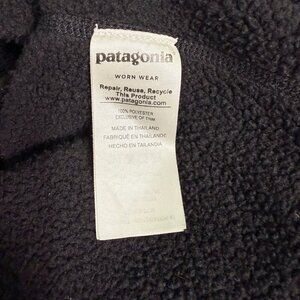 patagonia
WORN WEAR
Repair, Reuse, Recycle
This Product
www.patagonia.com
100% POLYESTER
EXCLUSIVE OF TRIM
MADE IN THAILAND
FABRIQUÉ EN THAÏLANDE
HECHO EN TAILANDIA